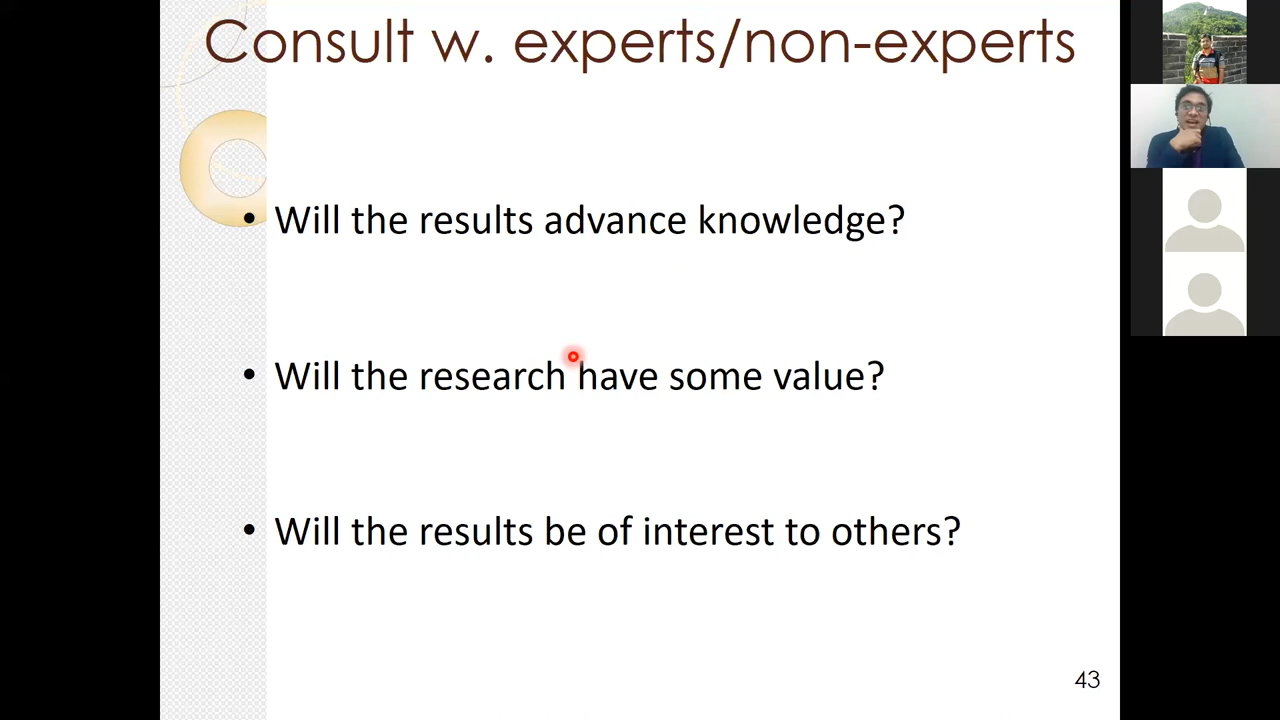 Consult w. experts/non-experts
• Will the results advance knowledge?
• Will the research have some value?
• Will the results be of interest to others?
43